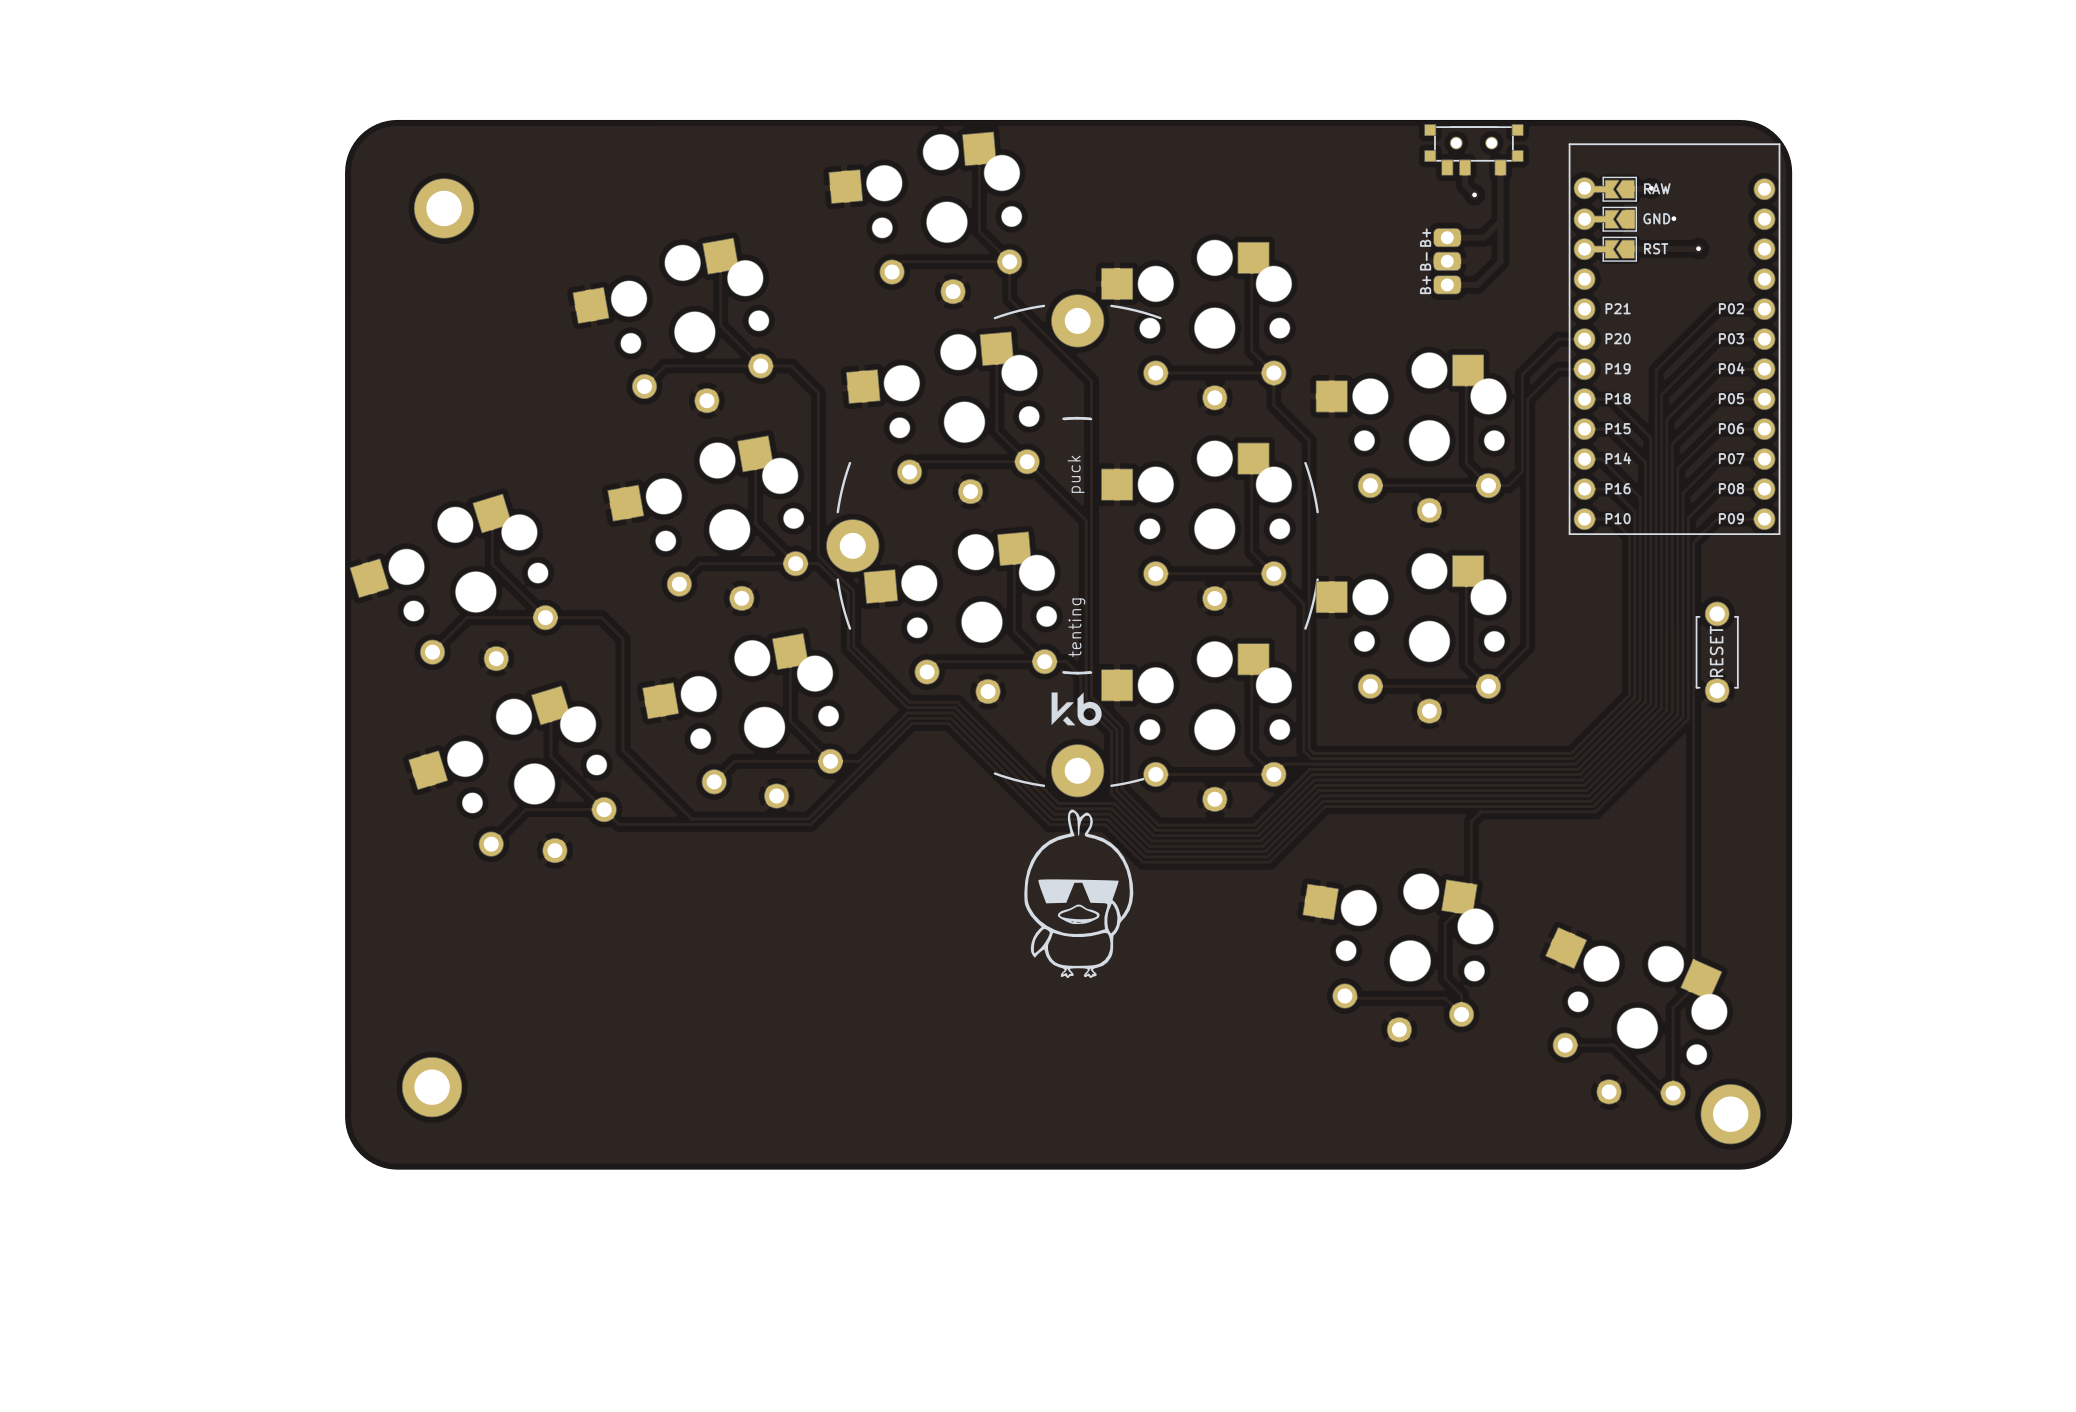 RAW
GND
RST
B+
B-
B+
P21
P20
P19
P18
P15
P14
P16
P10
P02
P03
P04
P05
P06
P07
P08
P09
puck
tenting
RESET
kb